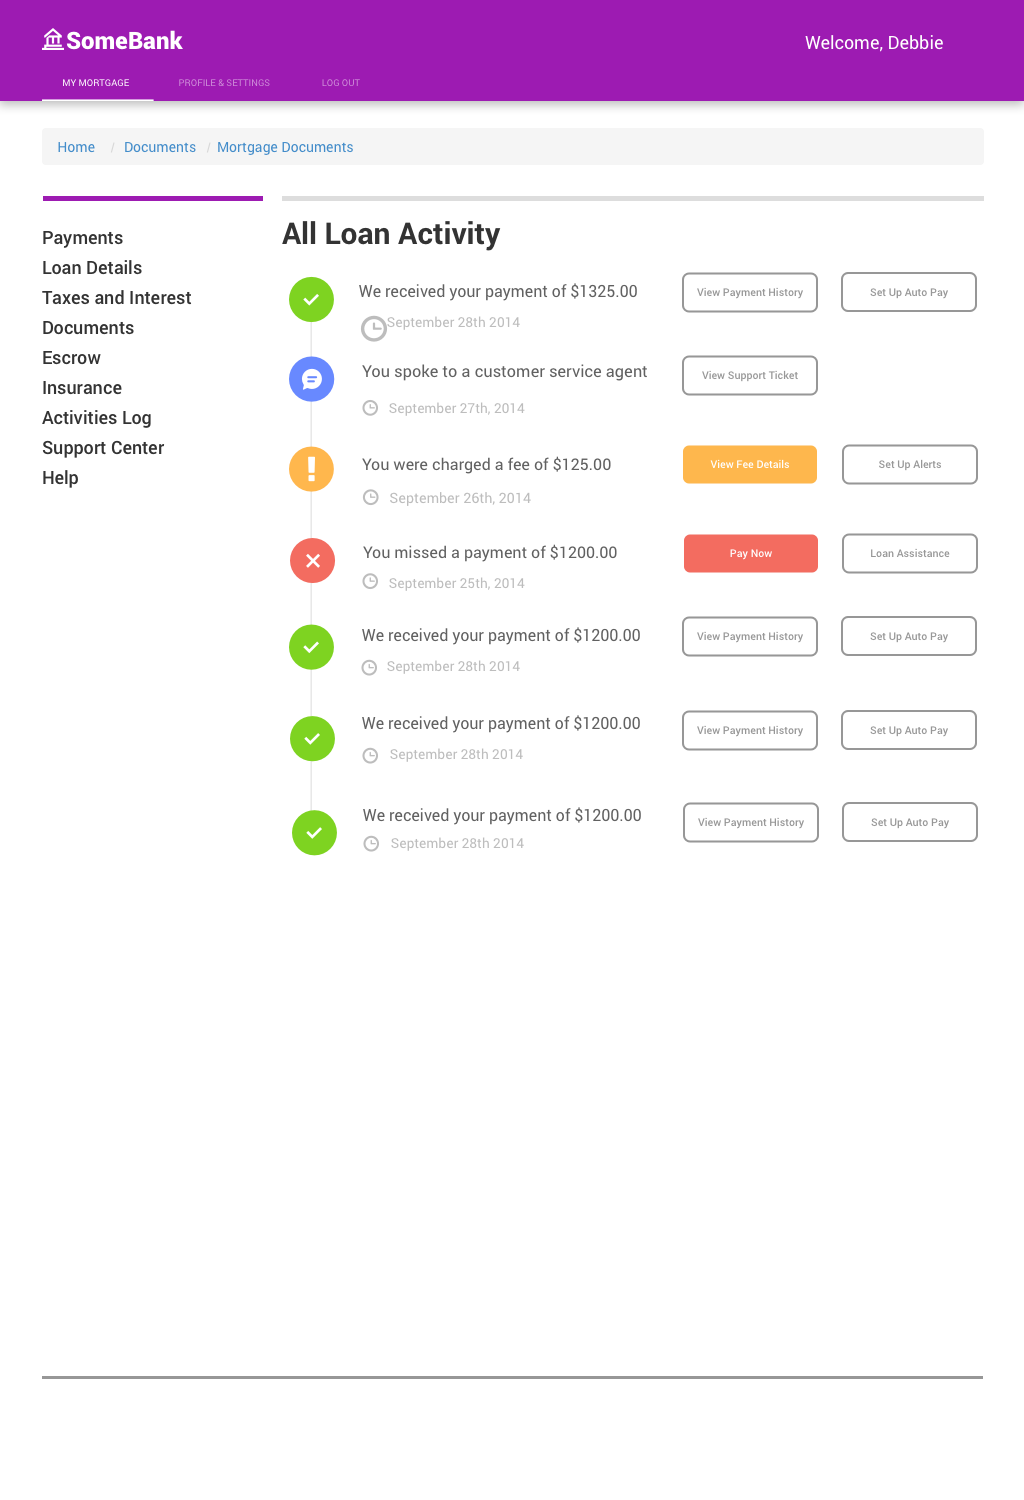 SomeBank
Welcome, Debbie
MY MORTGAGE PROFILE & SETTINGS LOG OUT
Home / Documents / Mortgage Documents
Payments
Loan Details
Taxes and Interest
Documents
Escrow
Insurance
Activities Log
Support Center
Help
All Loan Activity
We received your payment of $1325.00
September 28th 2014
View Payment History
Set Up Auto Pay
You spoke to a customer service agent
September 27th, 2014
View Support Ticket
You were charged a fee of $125.00
September 26th, 2014
View Fee Details
Set Up Alerts
You missed a payment of $1200.00
September 25th, 2014
Pay Now
Loan Assistance
We received your payment of $1200.00
September 28th 2014
View Payment History
Set Up Auto Pay
We received your payment of $1200.00
September 28th 2014
View Payment History
Set Up Auto Pay
We received your payment of $1200.00
September 28th 2014
View Payment History
Set Up Auto Pay